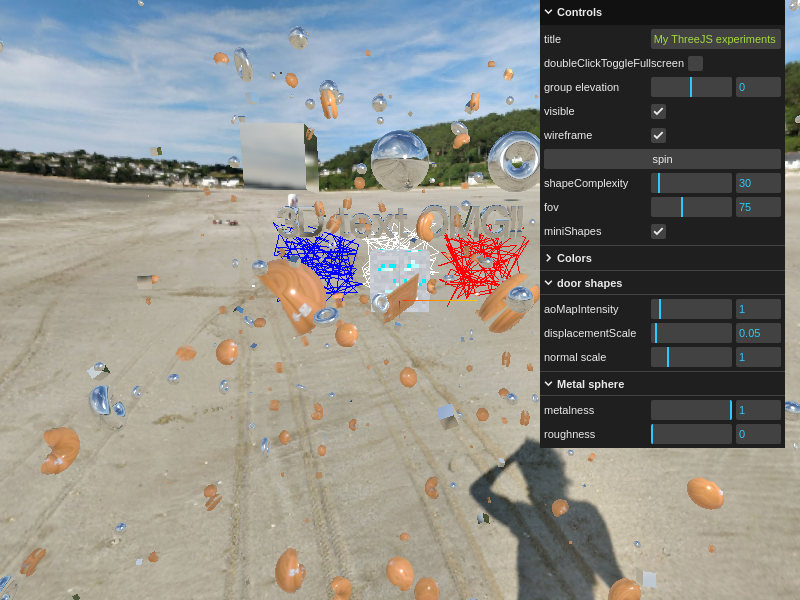 3D text OMG!!
Controls
title My ThreeJS experiments
doubleClickToggleFullscreen
group elevation 0
visible
wireframe
spin
shapeComplexity 30
fov 75
miniShapes
Colors
door shapes
aoMapIntensity 1
displacementScale 0.05
normal scale 1
Metal sphere
metalness 1
roughness 0